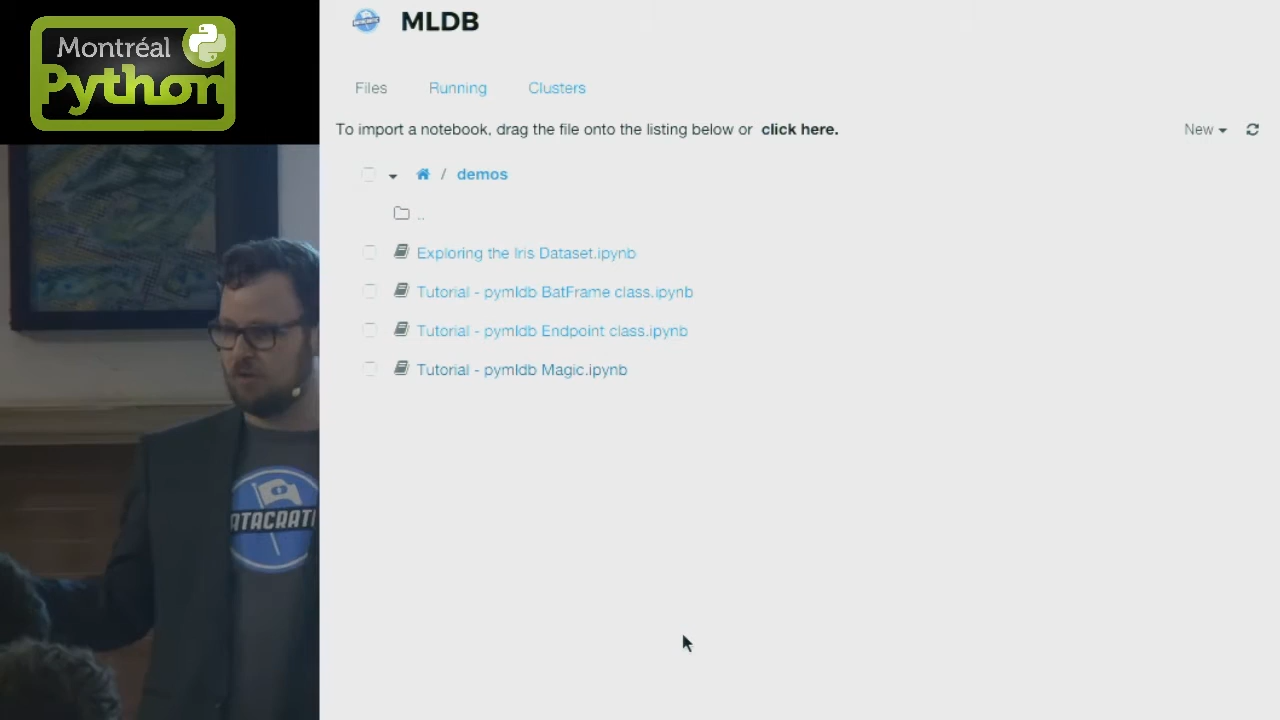 Montréal
Python
MLDB
Files Running Clusters
To import a notebook, drag the file onto the listing below or click here.
New
/ demos
..
Exploring the Iris Dataset.ipynb
Tutorial - pymldb BatFrame class.ipynb
Tutorial - pymldb Endpoint class.ipynb
Tutorial - pymldb Magic.ipynb
ATACRATI